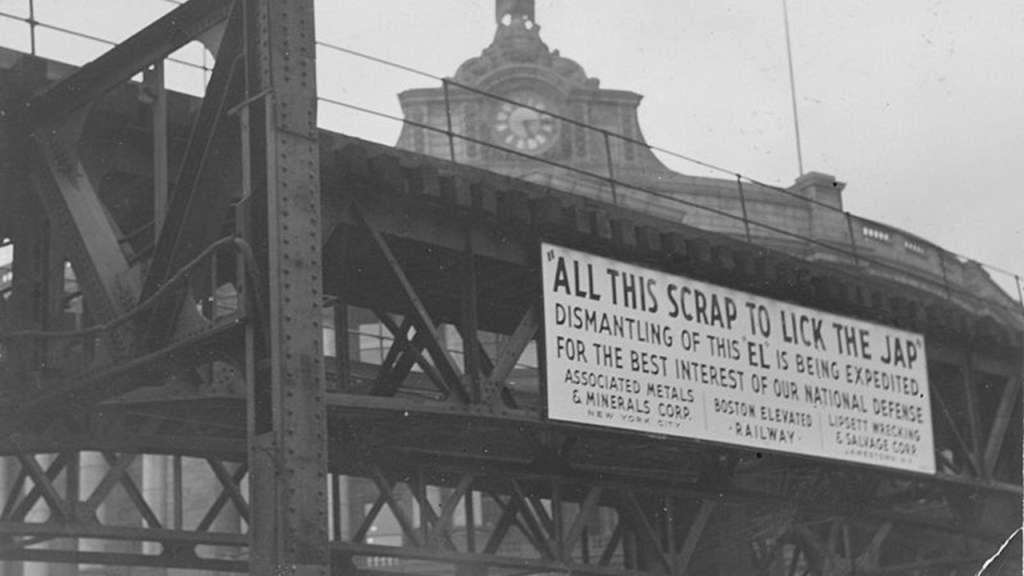 "ALL THIS SCRAP TO LICK THE JAP"
DISMANTLING OF THIS "EL" IS BEING EXPEDITED.
FOR THE BEST INTEREST OF OUR NATIONAL DEFENSE
ASSOCIATED METALS
& MINERALS CORP.
NEW YORK CITY
BOSTON ELEVATED
·RAILWAY·
LIPSETT WRECKING
& SALVAGE CORP.
JAMESTOWN, N.Y.